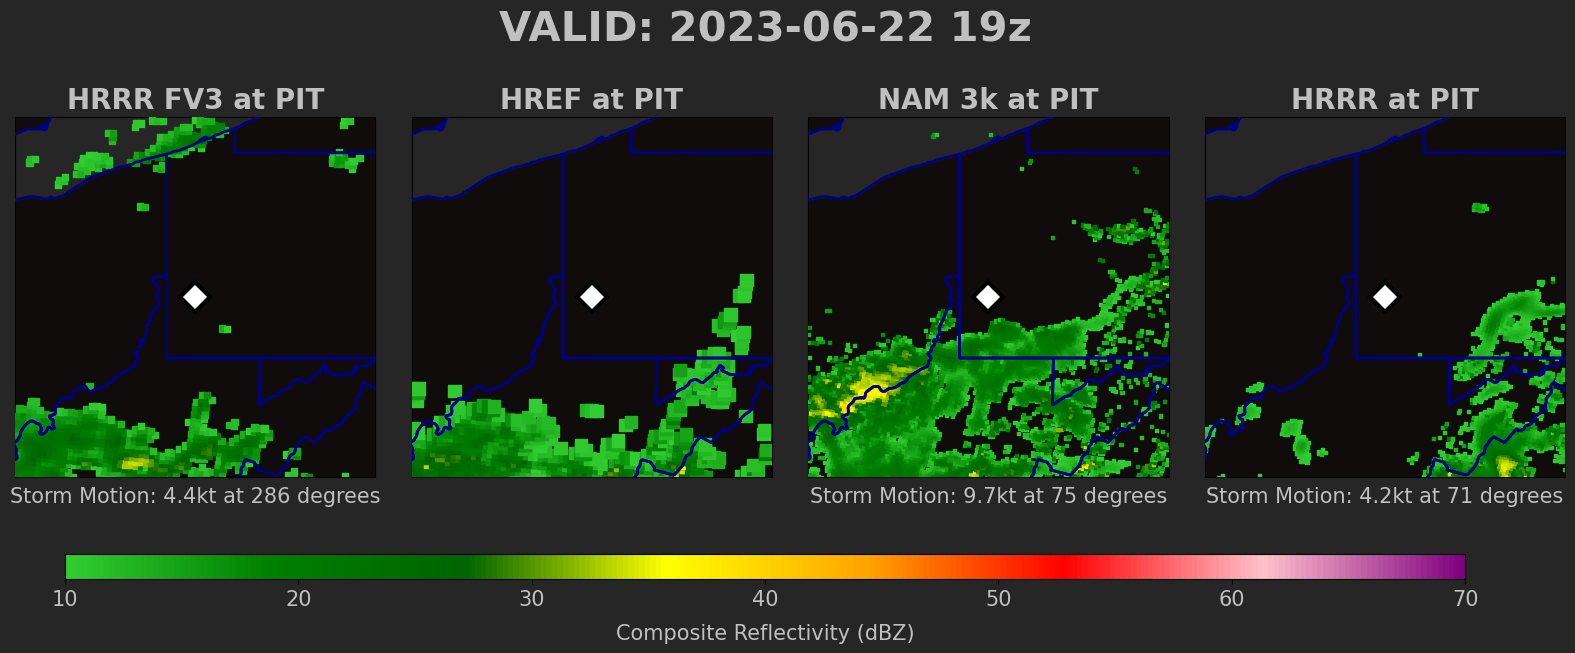 VALID: 2023-06-22 19z
HRRR FV3 at PIT
HREF at PIT
NAM 3k at PIT
HRRR at PIT
Storm Motion: 4.4kt at 286 degrees
Storm Motion: 9.7kt at 75 degrees
Storm Motion: 4.2kt at 71 degrees
10 20 30 40 50 60 70
Composite Reflectivity (dBZ)